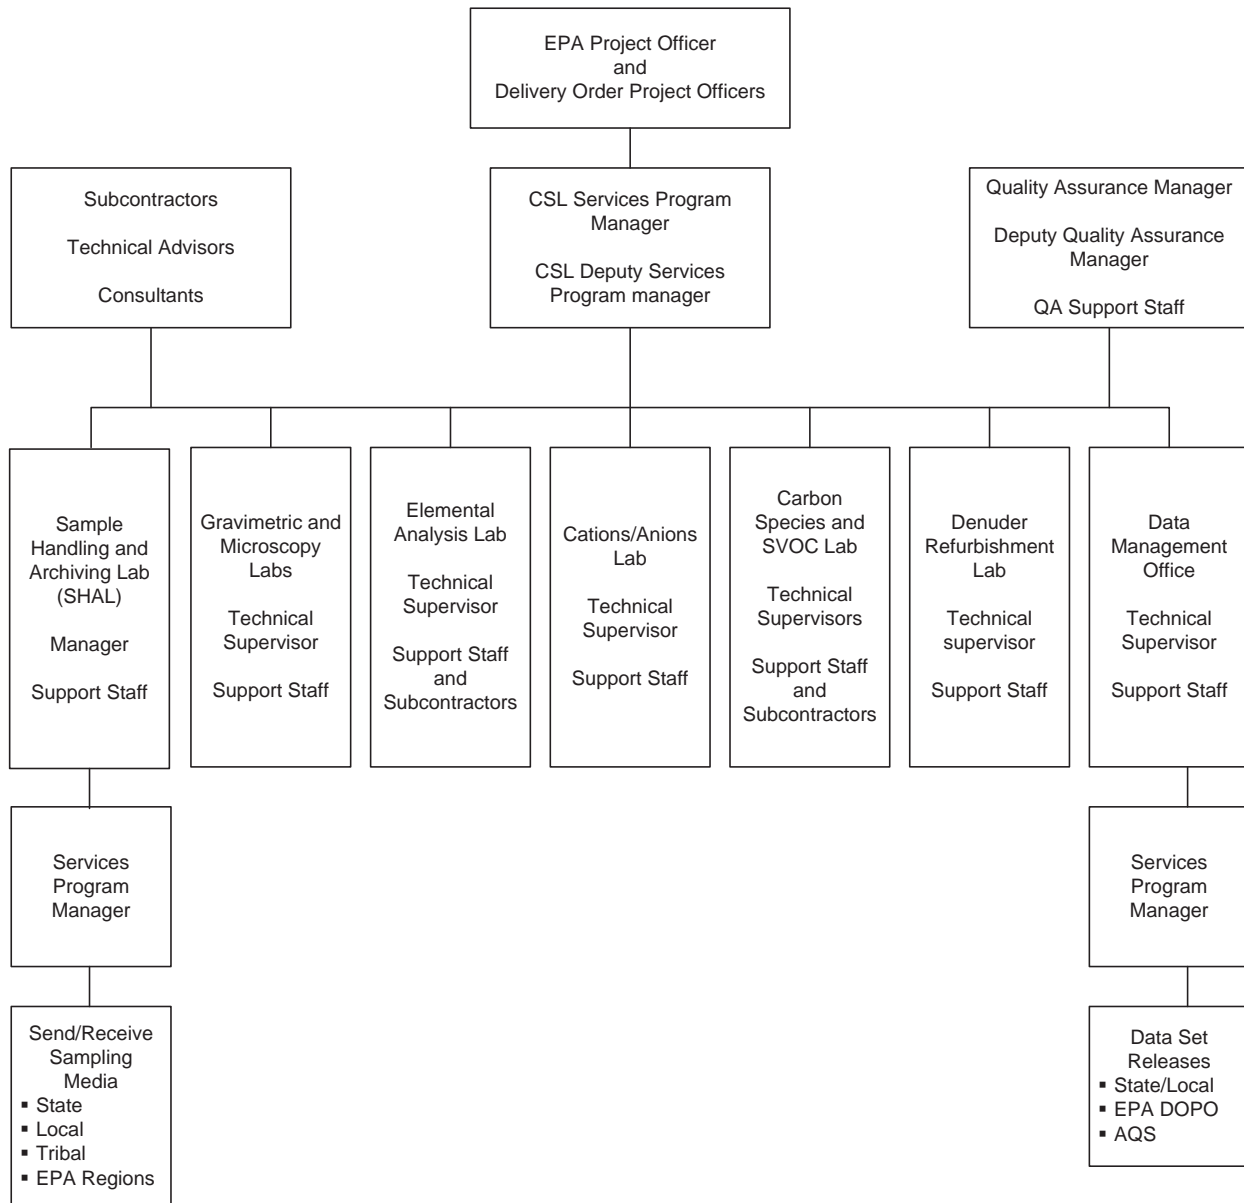 EPA Project Officer
and
Delivery Order Project Officers
Subcontractors
Technical Advisors
Consultants
CSL Services Program
Manager
CSL Deputy Services
Program manager
Quality Assurance Manager
Deputy Quality Assurance
Manager
QA Support Staff
Sample
Handling and
Archiving Lab
(SHAL)
Manager
Support Staff
Gravimetric and
Microscopy
Labs
Technical
Supervisor
Support Staff
Elemental
Analysis Lab
Technical
Supervisor
Support Staff
and
Subcontractors
Cations/Anions
Lab
Technical
Supervisor
Support Staff
Carbon
Species and
SVOC Lab
Technical
Supervisors
Support Staff
and
Subcontractors
Denuder
Refurbishment
Lab
Technical
supervisor
Support Staff
Data
Management
Office
Technical
Supervisor
Support Staff
Services
Program
Manager
Services
Program
Manager
Send/Receive
Sampling
Media
▪ State
▪ Local
▪ Tribal
▪ EPA Regions
Data Set
Releases
▪ State/Local
▪ EPA DOPO
▪ AQS